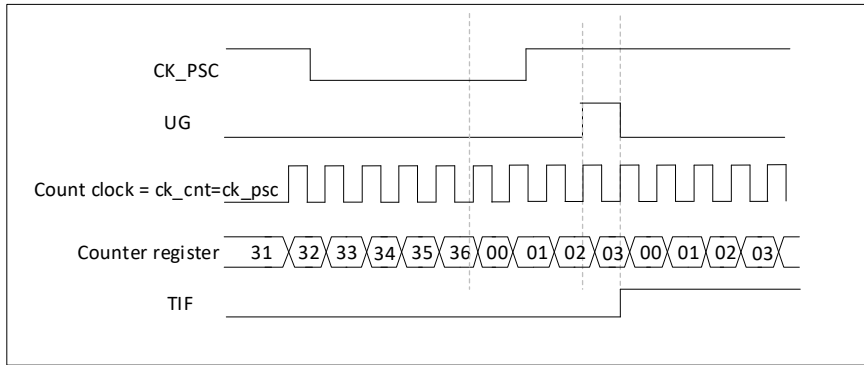 CK_PSC
UG
Count clock = ck_cnt=ck_psc
Counter register 31 32 33 34 35 36 00 01 02 03 00 01 02 03
TIF